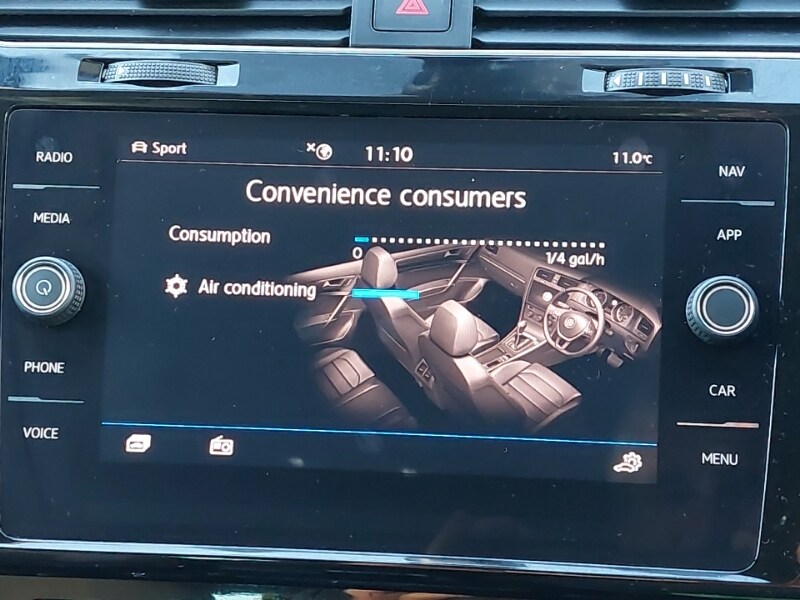 RADIO
MEDIA
PHONE
VOICE
Sport
11:10
11.0°C
Convenience consumers
Consumption
0
1/4 gal/h
Air conditioning
NAV
APP
CAR
MENU